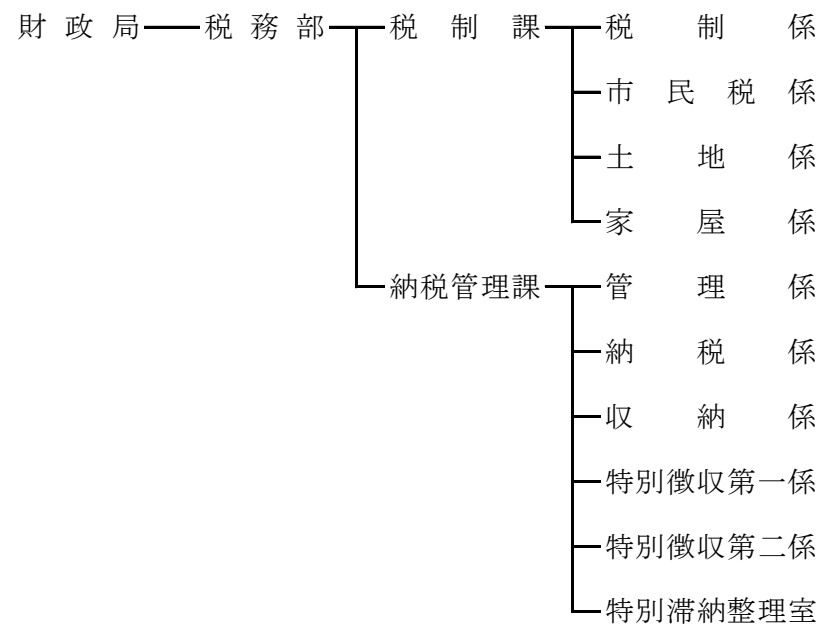 財政局 税務部 税制課 税制係
市民税係
土地係
家屋係
納税管理課 管理係
納税係
収納係
特別徴収第一係
特別徴収第二係
特別滞納整理室